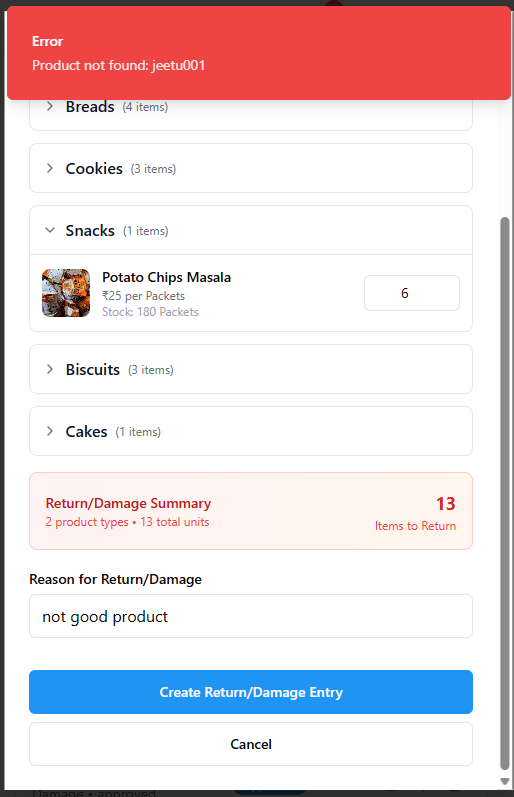 Error
Product not found: jeetu001
Breads (4 items)
Cookies (3 items)
Snacks (1 items)
Potato Chips Masala
₹25 per Packets
6
Stock: 180 Packets
Biscuits (3 items)
Cakes (1 items)
Return/Damage Summary
13
2 product types • 13 total units
Items to Return
Reason for Return/Damage
not good product
Create Return/Damage Entry
Cancel
Damage • approved